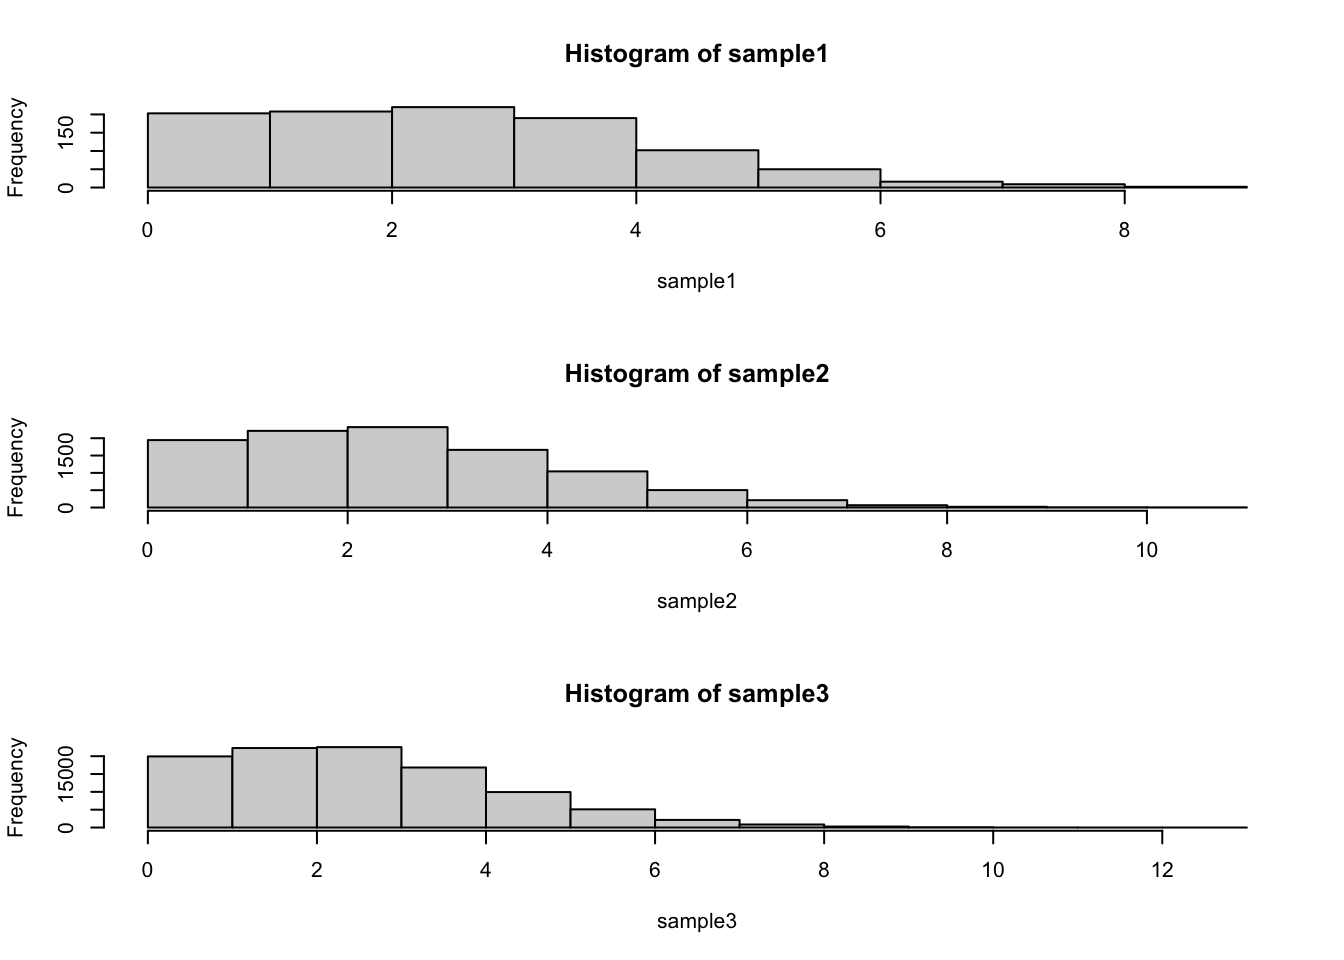 Histogram of sample1
Frequency
150
0
0 2 4 6 8
sample1
Histogram of sample2
Frequency
1500
0
0 2 4 6 8 10
sample2
Histogram of sample3
Frequency
15000
0
0 2 4 6 8 10 12
sample3